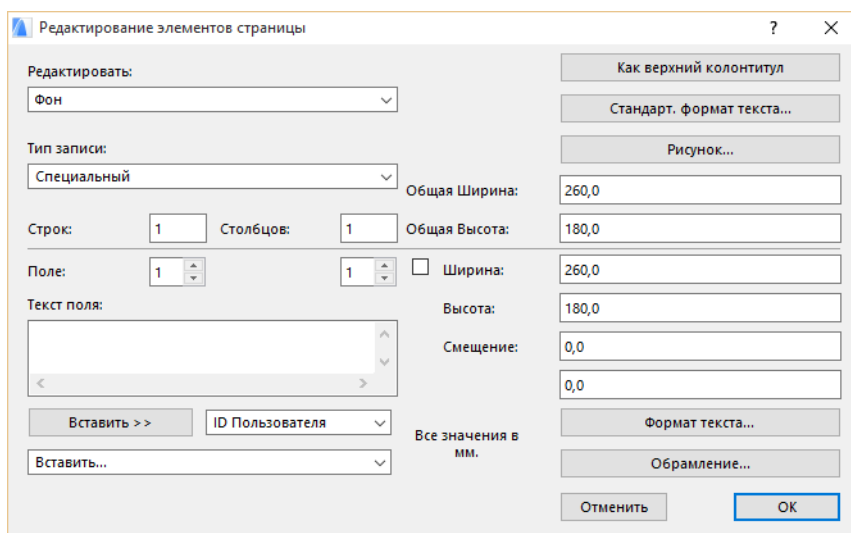 Редактирование элементов страницы
?
Редактировать:
Как верхний колонтитул
Фон
Стандарт. формат текста...
Тип записи:
Рисунок...
Специальный
Общая Ширина: 260,0
Строк: 1 Столбцов: 1 Общая Высота: 180,0
Поле: 1 1 Ширина: 260,0
Текст поля:
Высота: 180,0
Смещение: 0,0
0,0
Вставить >> ID Пользователя
Формат текста...
Все значения в
мм.
Вставить...
Обрамление...
Отменить OK